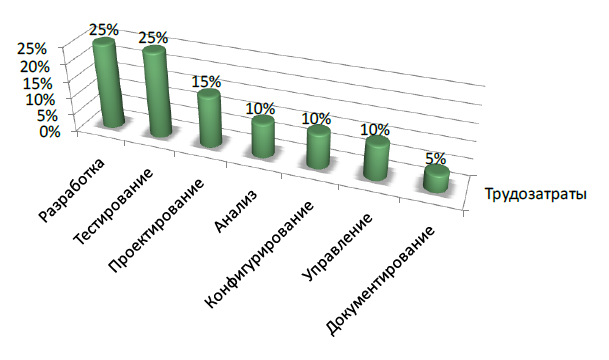 25%
25%
15%
10%
10%
10%
5%
25%
20%
15%
10%
5%
0%
Разработка
Тестирование
Проектирование
Анализ
Конфигурирование
Управление
Документирование
Трудозатраты